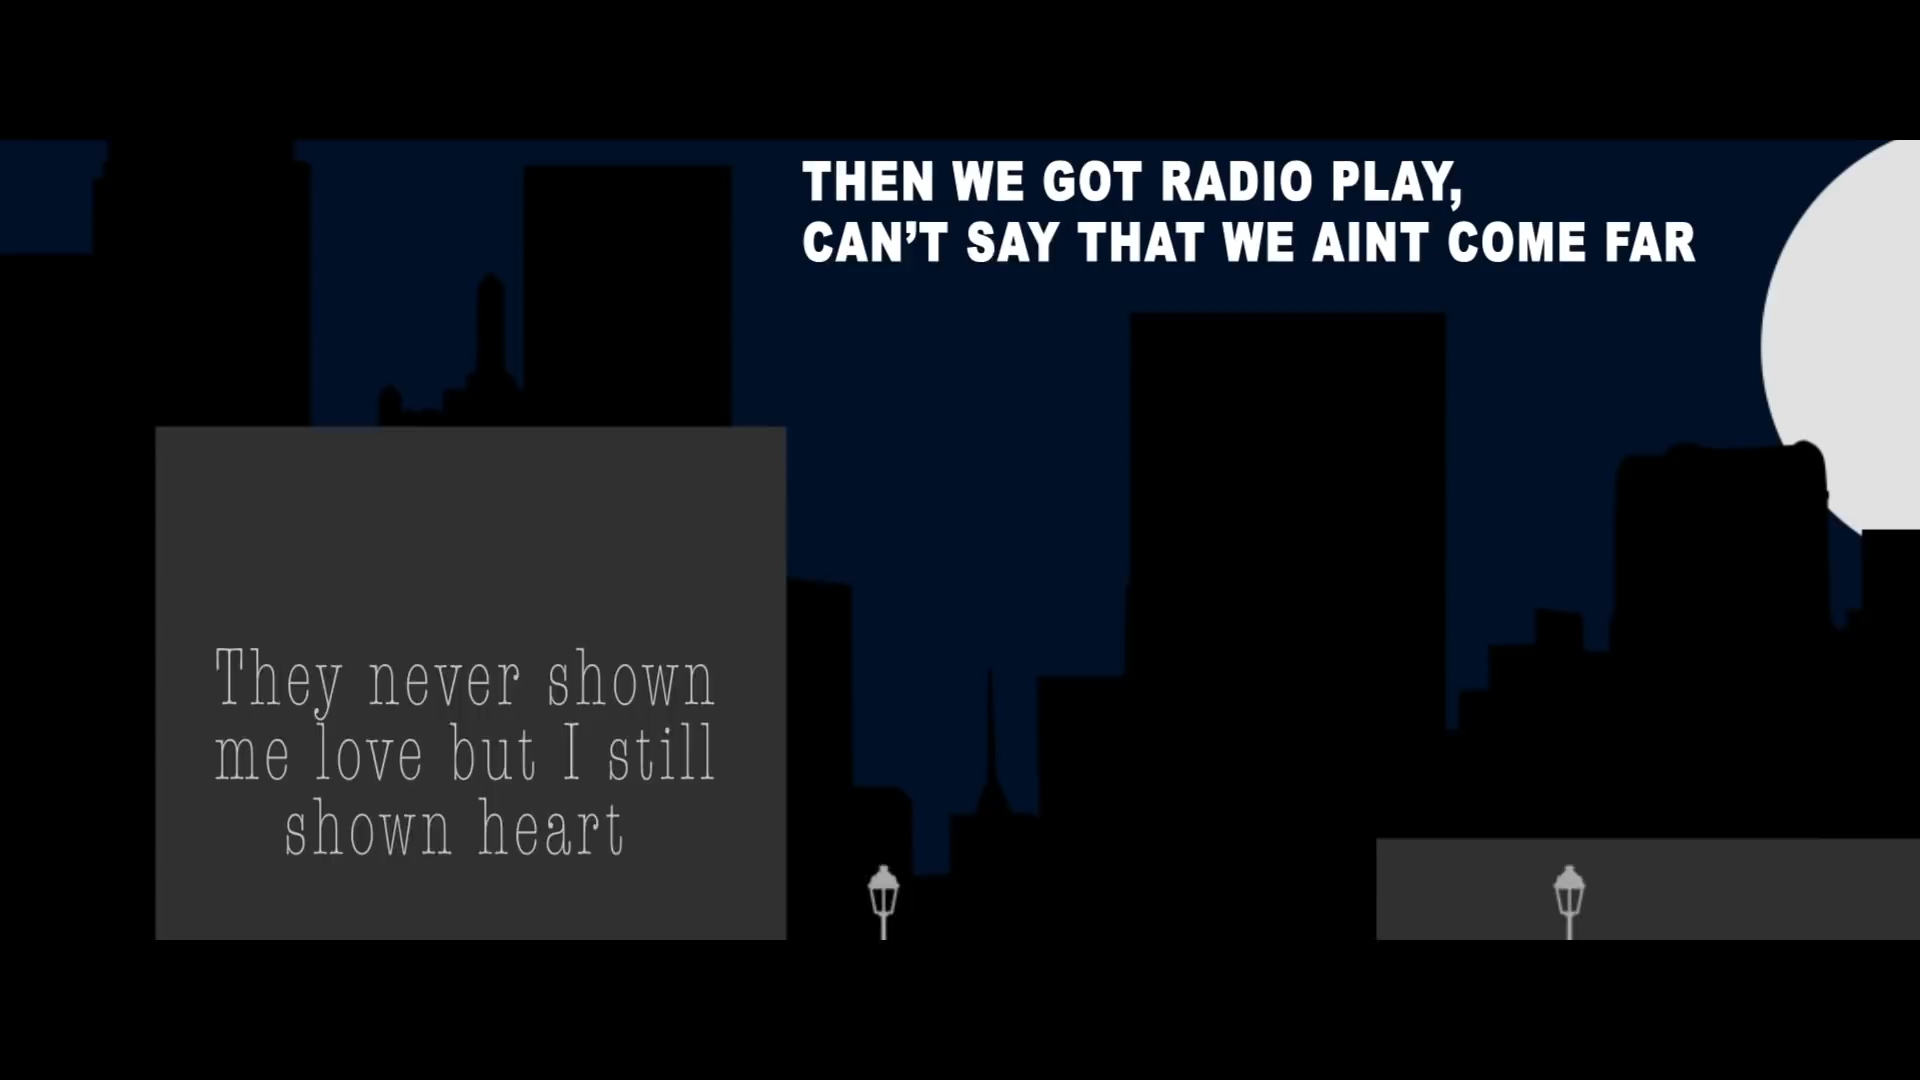 THEN WE GOT RADIO PLAY,
CAN’T SAY THAT WE AINT COME FAR
They never shown
me love but I still
shown heart